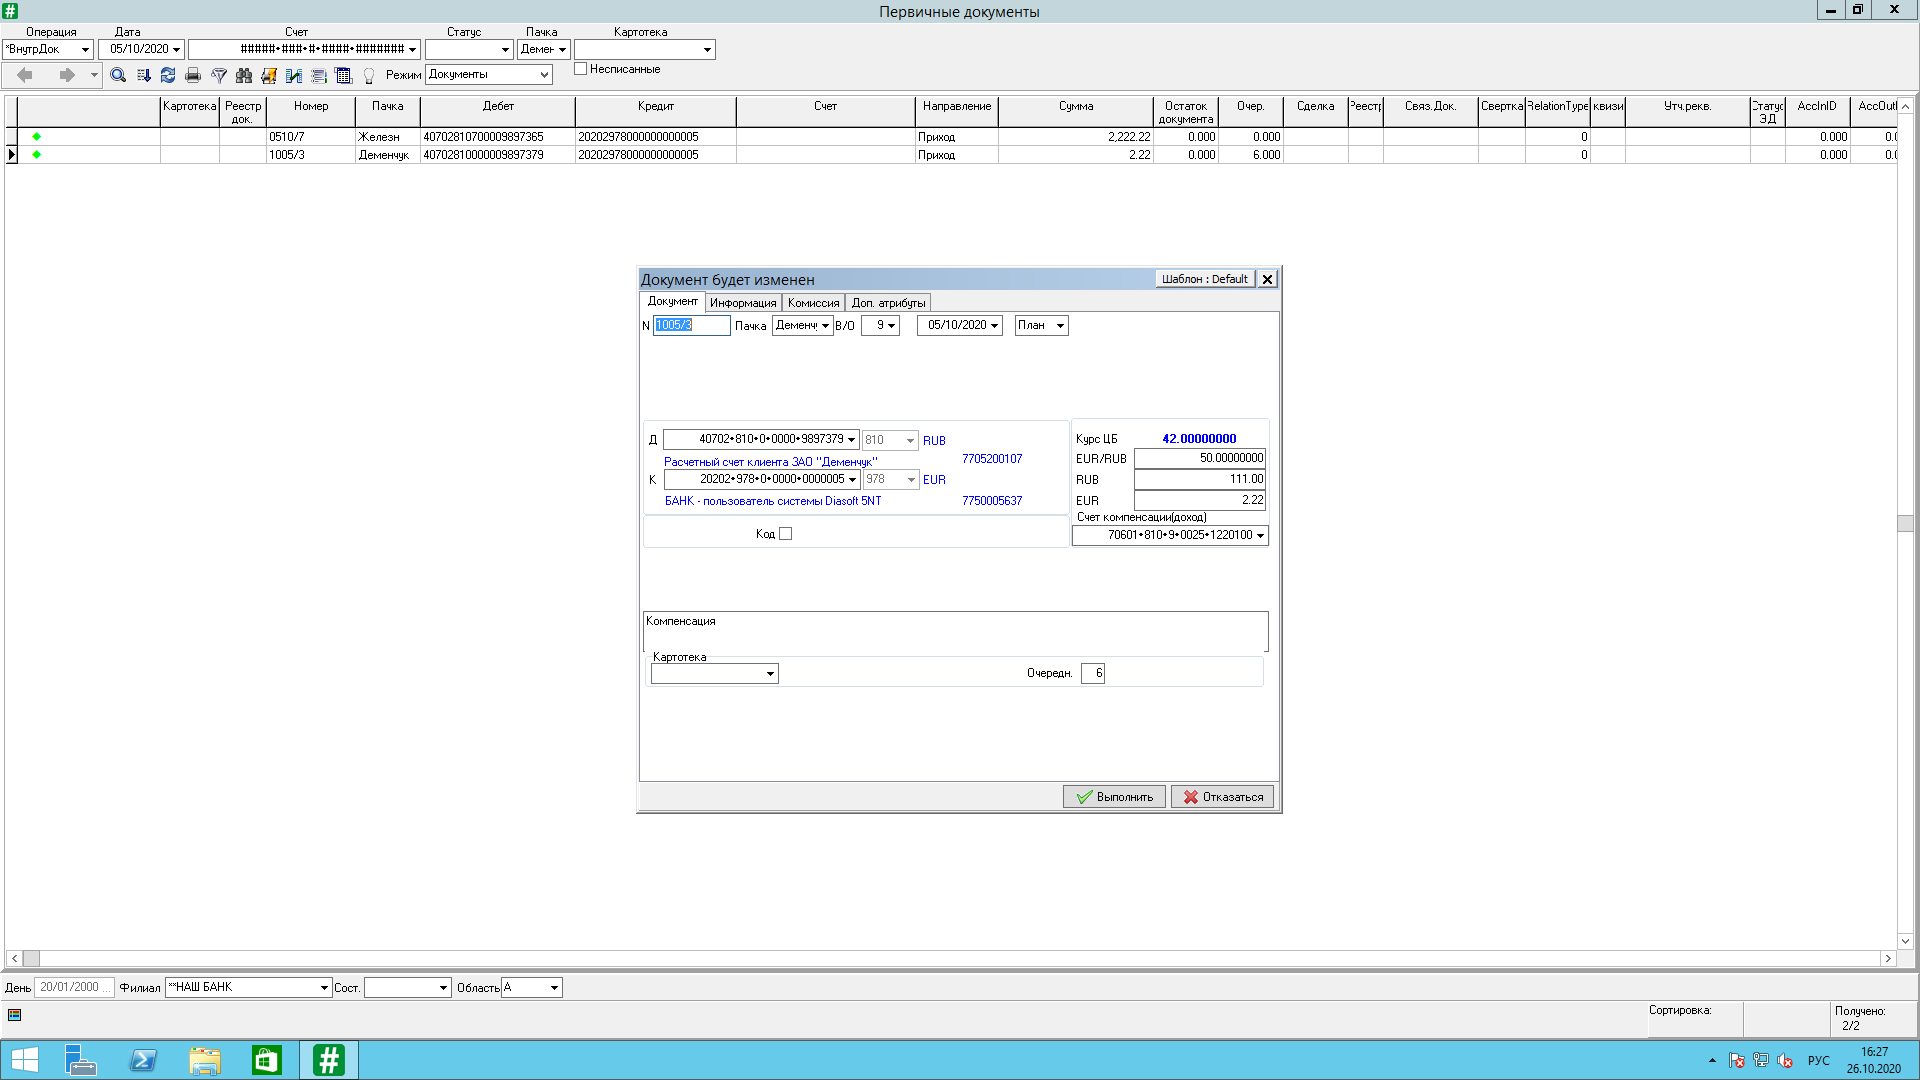 Первичные документы
Операция Дата Счет Статус Пачка Картотека
*ВнутрДок 05/10/2020 #####•###•#•####•####### Демен
Режим Документы Несписанные
Картотека Реестр док. Номер Пачка Дебет Кредит Счет Направление Сумма Остаток документа Очер. Сделка Реестр Связ.Док. Свертка RelationType квизи Утч.рекв. Статус ЭД AccInID AccOutI
0510/7 Железн 40702810700009897365 20202978000000000005 Приход 2,222.22 0.000 0.000 0 0.000 0.0
1005/3 Деменчук 40702810000009897379 20202978000000000005 Приход 2.22 0.000 6.000 0 0.000 0.0
Документ будет изменен Шаблон : Default
Документ Информация Комиссия Доп. атрибуты
N 1005/3 Пачка Деменч В/О 9 05/10/2020 План
Д 40702•810•0•0000•9897379 810 RUB
Расчетный счет клиента ЗАО "Деменчук" 7705200107
К 20202•978•0•0000•0000005 978 EUR
БАНК - пользователь системы Diasoft 5NT 7750005637
Код
Курс ЦБ 42.00000000
EUR/RUB 50.00000000
RUB 111.00
EUR 2.22
Счет компенсации(доход)
70601•810•9•0025•1220100
Компенсация
Картотека
Очередн. 6
Выполнить Отказаться
День 20/01/2000 ... Филиал **НАШ БАНК Сост. Область А
Сортировка: Получено:
2/2
РУС 16:27
26.10.2020